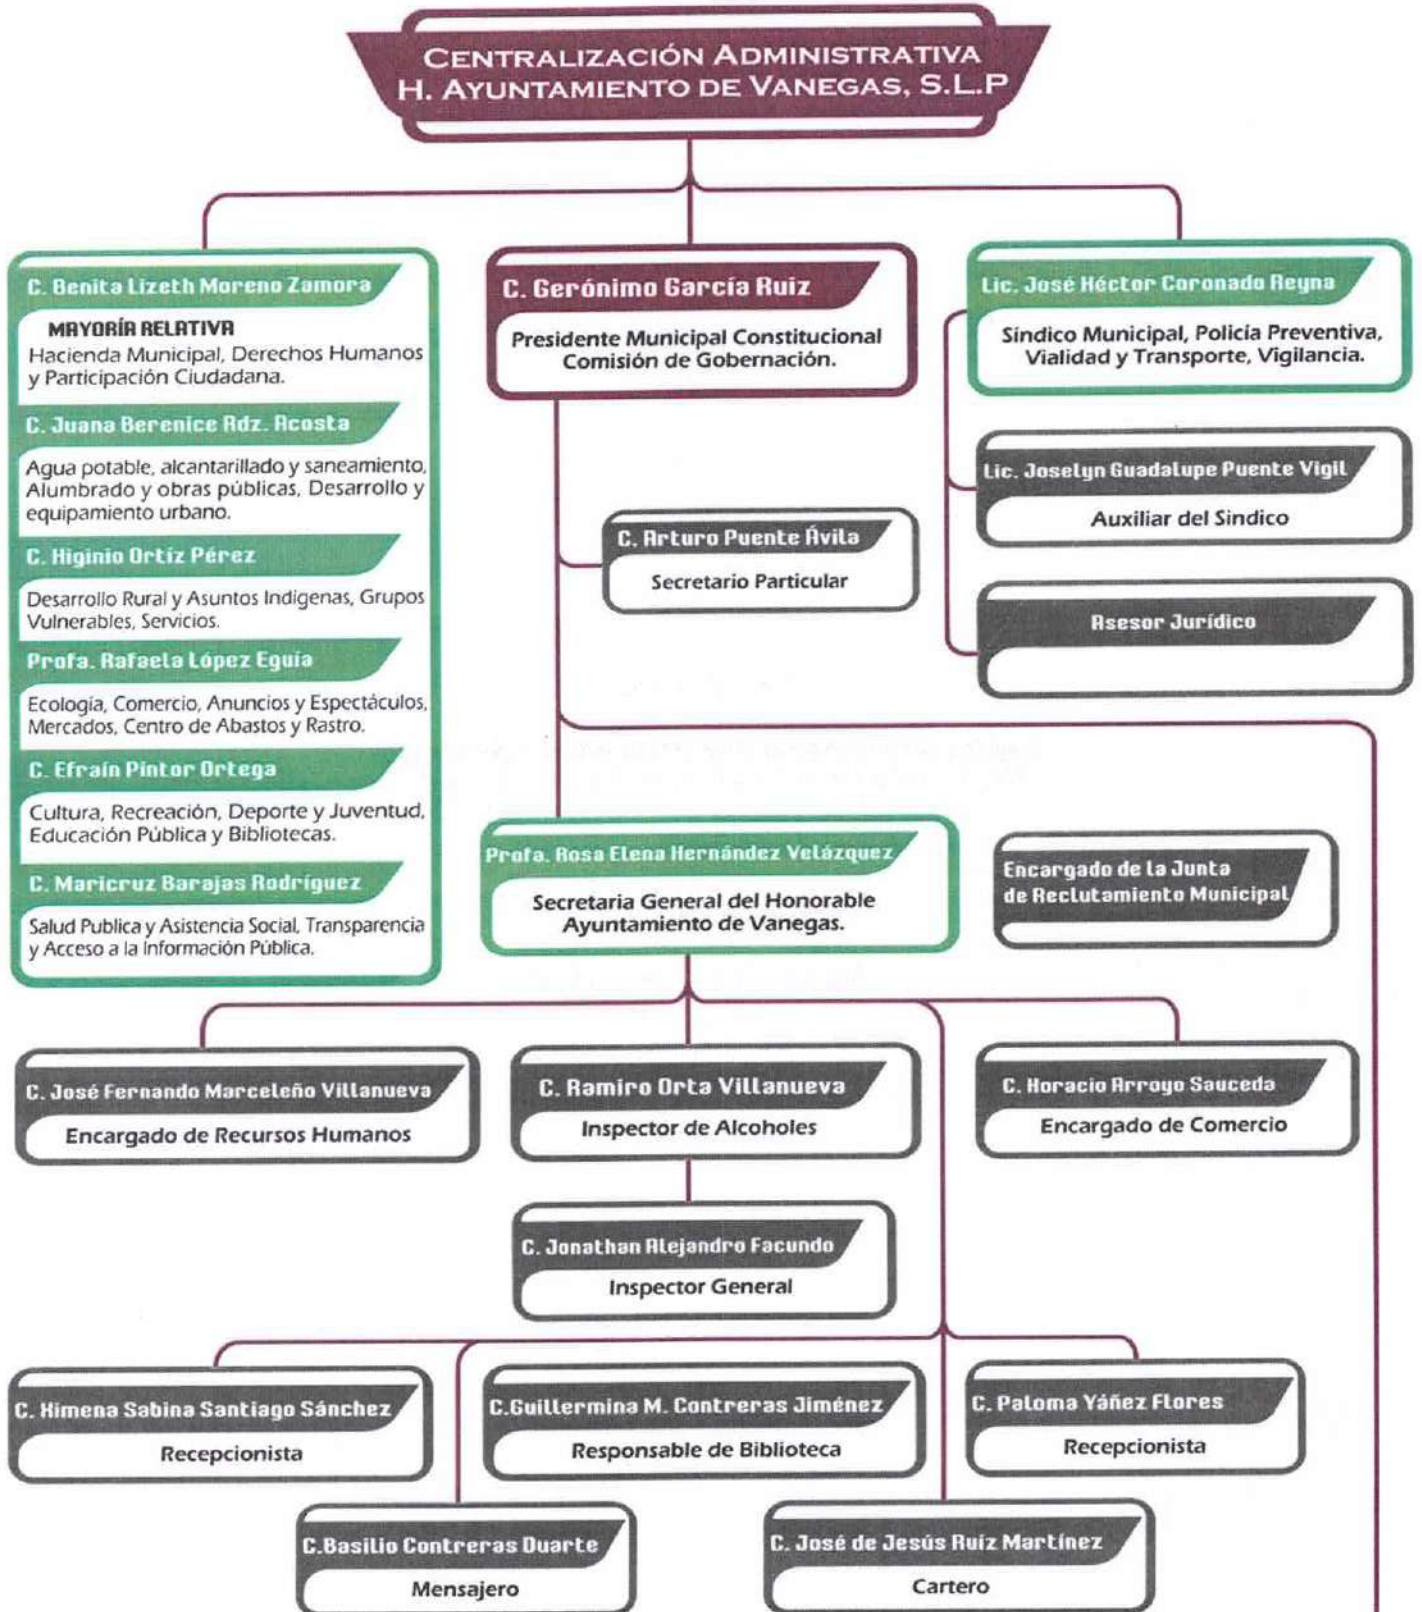 CENTRALIZACIÓN ADMINISTRATIVA
H. AYUNTAMIENTO DE VANEGAS, S.L.P
C. Benita Lizeth Moreno Zamora
MAYORÍA RELATIVA
Hacienda Municipal, Derechos Humanos
y Participación Ciudadana.
C. Juana Berenice Rdz. Acosta
Agua potable, alcantarillado y saneamiento,
Alumbrado y obras públicas, Desarrollo y
equipamiento urbano.
C. Higinio Ortíz Pérez
Desarrollo Rural y Asuntos Indígenas, Grupos
Vulnerables, Servicios.
Profa. Rafaela López Eguía
Ecología, Comercio, Anuncios y Espectáculos,
Mercados, Centro de Abastos y Rastro.
C. Efraín Pintor Ortega
Cultura, Recreación, Deporte y Juventud,
Educación Pública y Bibliotecas.
C. Maricruz Barajas Rodríguez
Salud Publica y Asistencia Social, Transparencia
y Acceso a la Información Pública.
C. Gerónimo García Ruiz
Presidente Municipal Constitucional
Comisión de Gobernación.
Lic. José Héctor Coronado Reyna
Síndico Municipal, Policía Preventiva,
Vialidad y Transporte, Vigilancia.
Lic. Joselyn Guadalupe Puente Vigil
Auxiliar del Sindico
C. Arturo Puente Ávila
Secretario Particular
Asesor Jurídico
Profa. Rosa Elena Hernández Velázquez
Secretaria General del Honorable
Ayuntamiento de Vanegas.
Encargado de la Junta
de Reclutamiento Municipal
C. José Fernando Marceleño Villanueva
Encargado de Recursos Humanos
C. Ramiro Orta Villanueva
Inspector de Alcoholes
C. Horacio Arroyo Sauceda
Encargado de Comercio
C. Jonathan Alejandro Facundo
Inspector General
C. Ximena Sabina Santiago Sánchez
Recepcionista
C.Guillermina M. Contreras Jiménez
Responsable de Biblioteca
C. Paloma Yáñez Flores
Recepcionista
C.Basilio Contreras Duarte
Mensajero
C. José de Jesús Ruíz Martínez
Cartero